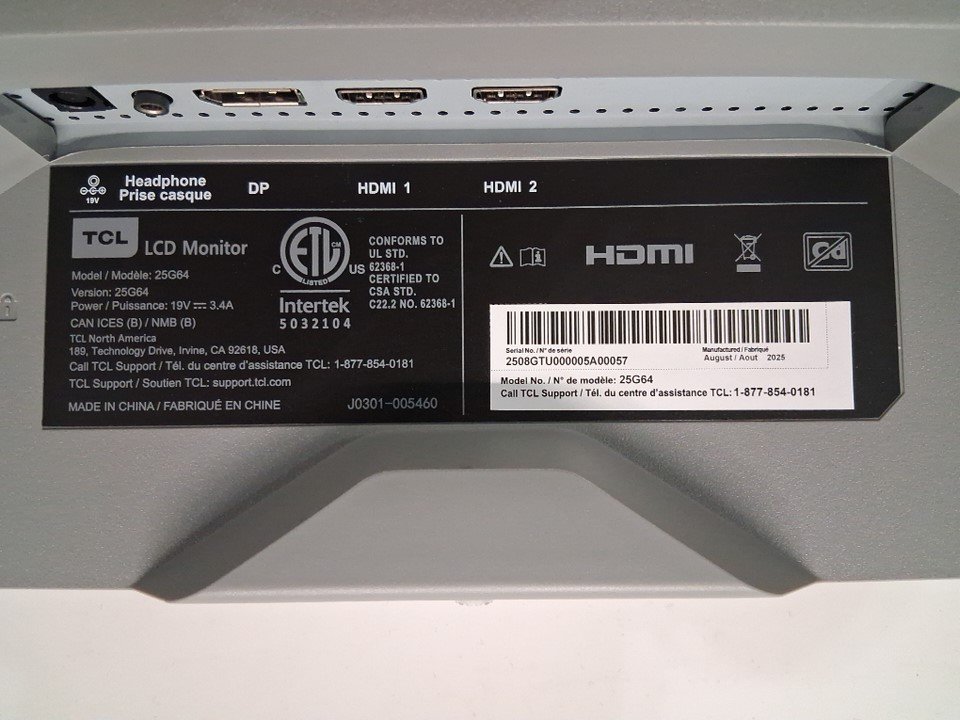 19V
Headphone
Prise casque
DP
HDMI 1
HDMI 2
TCL LCD Monitor
Model / Modèle: 25G64
Version: 25G64
Power / Puissance: 19V ⎓ 3.4A
CAN ICES (B) / NMB (B)
TCL North America
189, Technology Drive, Irvine, CA 92618, USA
Call TCL Support / Tél. du centre d'assistance TCL: 1-877-854-0181
TCL Support / Soutien TCL: support.tcl.com
MADE IN CHINA / FABRIQUÉ EN CHINE
J0301-005460
ETL CM
LISTED
C US
Intertek
5032104
CONFORMS TO
UL STD.
62368-1
CERTIFIED TO
CSA STD.
C22.2 NO. 62368-1
HDMI
Cd
Serial No. / N° de série
2508GTU000005A00057
Manufactured / Fabriqué
August / Aout 2025
Model No. / N° de modèle: 25G64
Call TCL Support / Tél. du centre d'assistance TCL: 1-877-854-0181